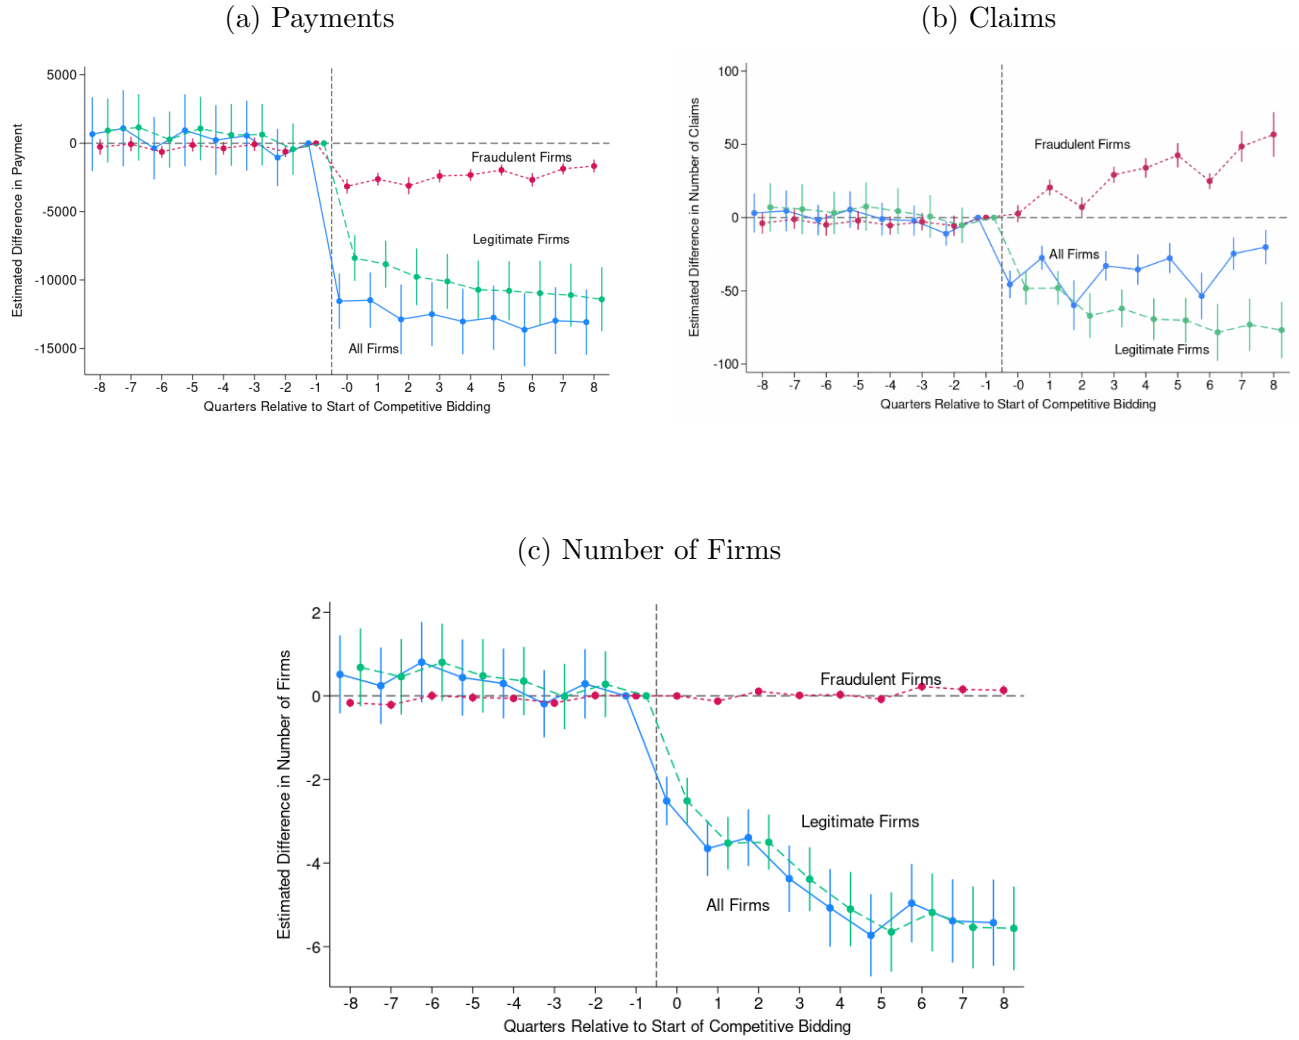 (a) Payments
5000
0
-5000
-10000
-15000
Estimated Difference in Payment
Fraudulent Firms
Legitimate Firms
All Firms
-8 -7 -6 -5 -4 -3 -2 -1 -0 1 2 3 4 5 6 7 8
Quarters Relative to Start of Competitive Bidding
(b) Claims
100
50
0
-50
-100
Estimated Difference in Number of Claims
Fraudulent Firms
All Firms
Legitimate Firms
-8 -7 -6 -5 -4 -3 -2 -1 -0 1 2 3 4 5 6 7 8
Quarters Relative to Start of Competitive Bidding
(c) Number of Firms
2
0
-2
-4
-6
Estimated Difference in Number of Firms
Fraudulent Firms
Legitimate Firms
All Firms
-8 -7 -6 -5 -4 -3 -2 -1 0 1 2 3 4 5 6 7 8
Quarters Relative to Start of Competitive Bidding